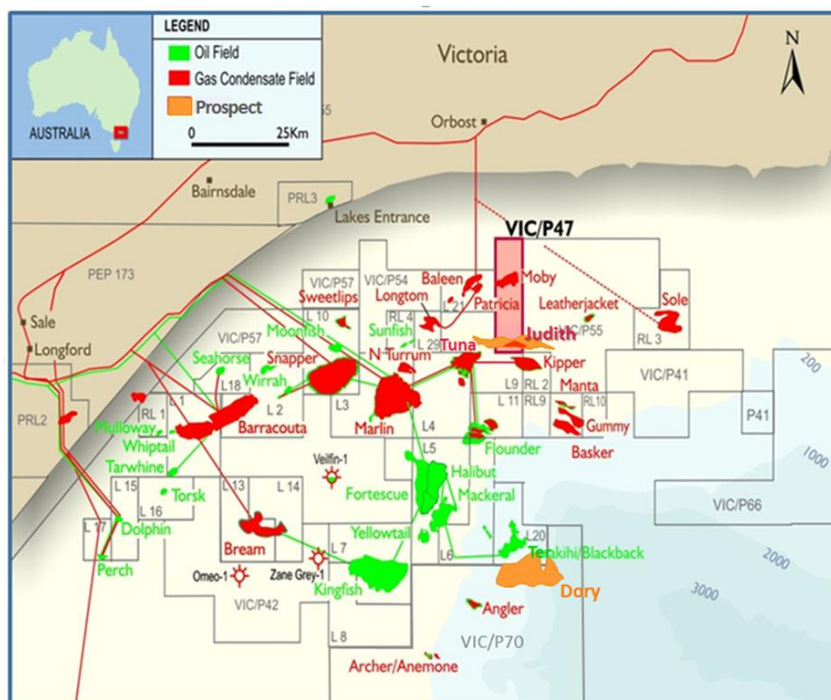 LEGEND
Oil Field
Gas Condensate Field
Prospect
AUSTRALIA
0 25Km
Victoria
N
Orbost
Bairnsdale
PRL3
Lakes Entrance
VIC/P47
PEP 173
VIC/P57
VIC/P54
Baleen
Moby
Sweetlips
Longtom
L 21
Patricia
Leatherjacket
Sole
Sale
L 10
RL 4
Moonfish
Sunfish
Judith
VIC/P55
VIC/P57
L 29
Tuna
RL 3
Longford
Seahorse
Snapper
N Turrum
Kipper
200
Wirrah
L18
L9
RL 2
Manta
VIC/P41
PRL2
RL 1
L 1
L 2
L3
L 11
RL9
RL10
P41
Mulloway
Barracouta
Marlin
L4
Gummy
Whiptail
Flounder
Basker
Tarwhine
Veilfin-1
L5
Halibut
1000
L 15
L13
L 14
Fortescue
Mackeral
Torsk
L 16
VIC/P66
L 17
Dolphin
Yellowtail
L20
Bream
L 7
L6
Terakihi/Blackback
2000
Perch
Omeo-1
Zane Grey-1
Kingfish
Dory
3000
VIC/P42
Angler
L 8
VIC/P70
Archer/Anemone